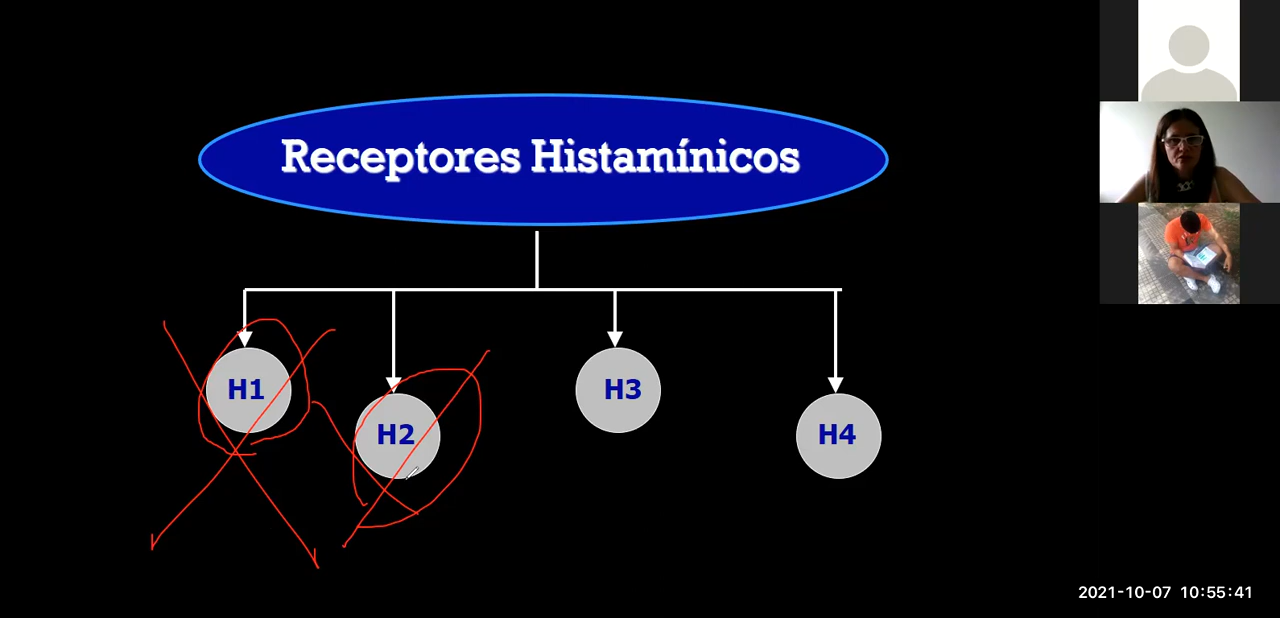 Receptores Histamínicos
H1
H2
H3
H4
2021-10-07 10:55:41